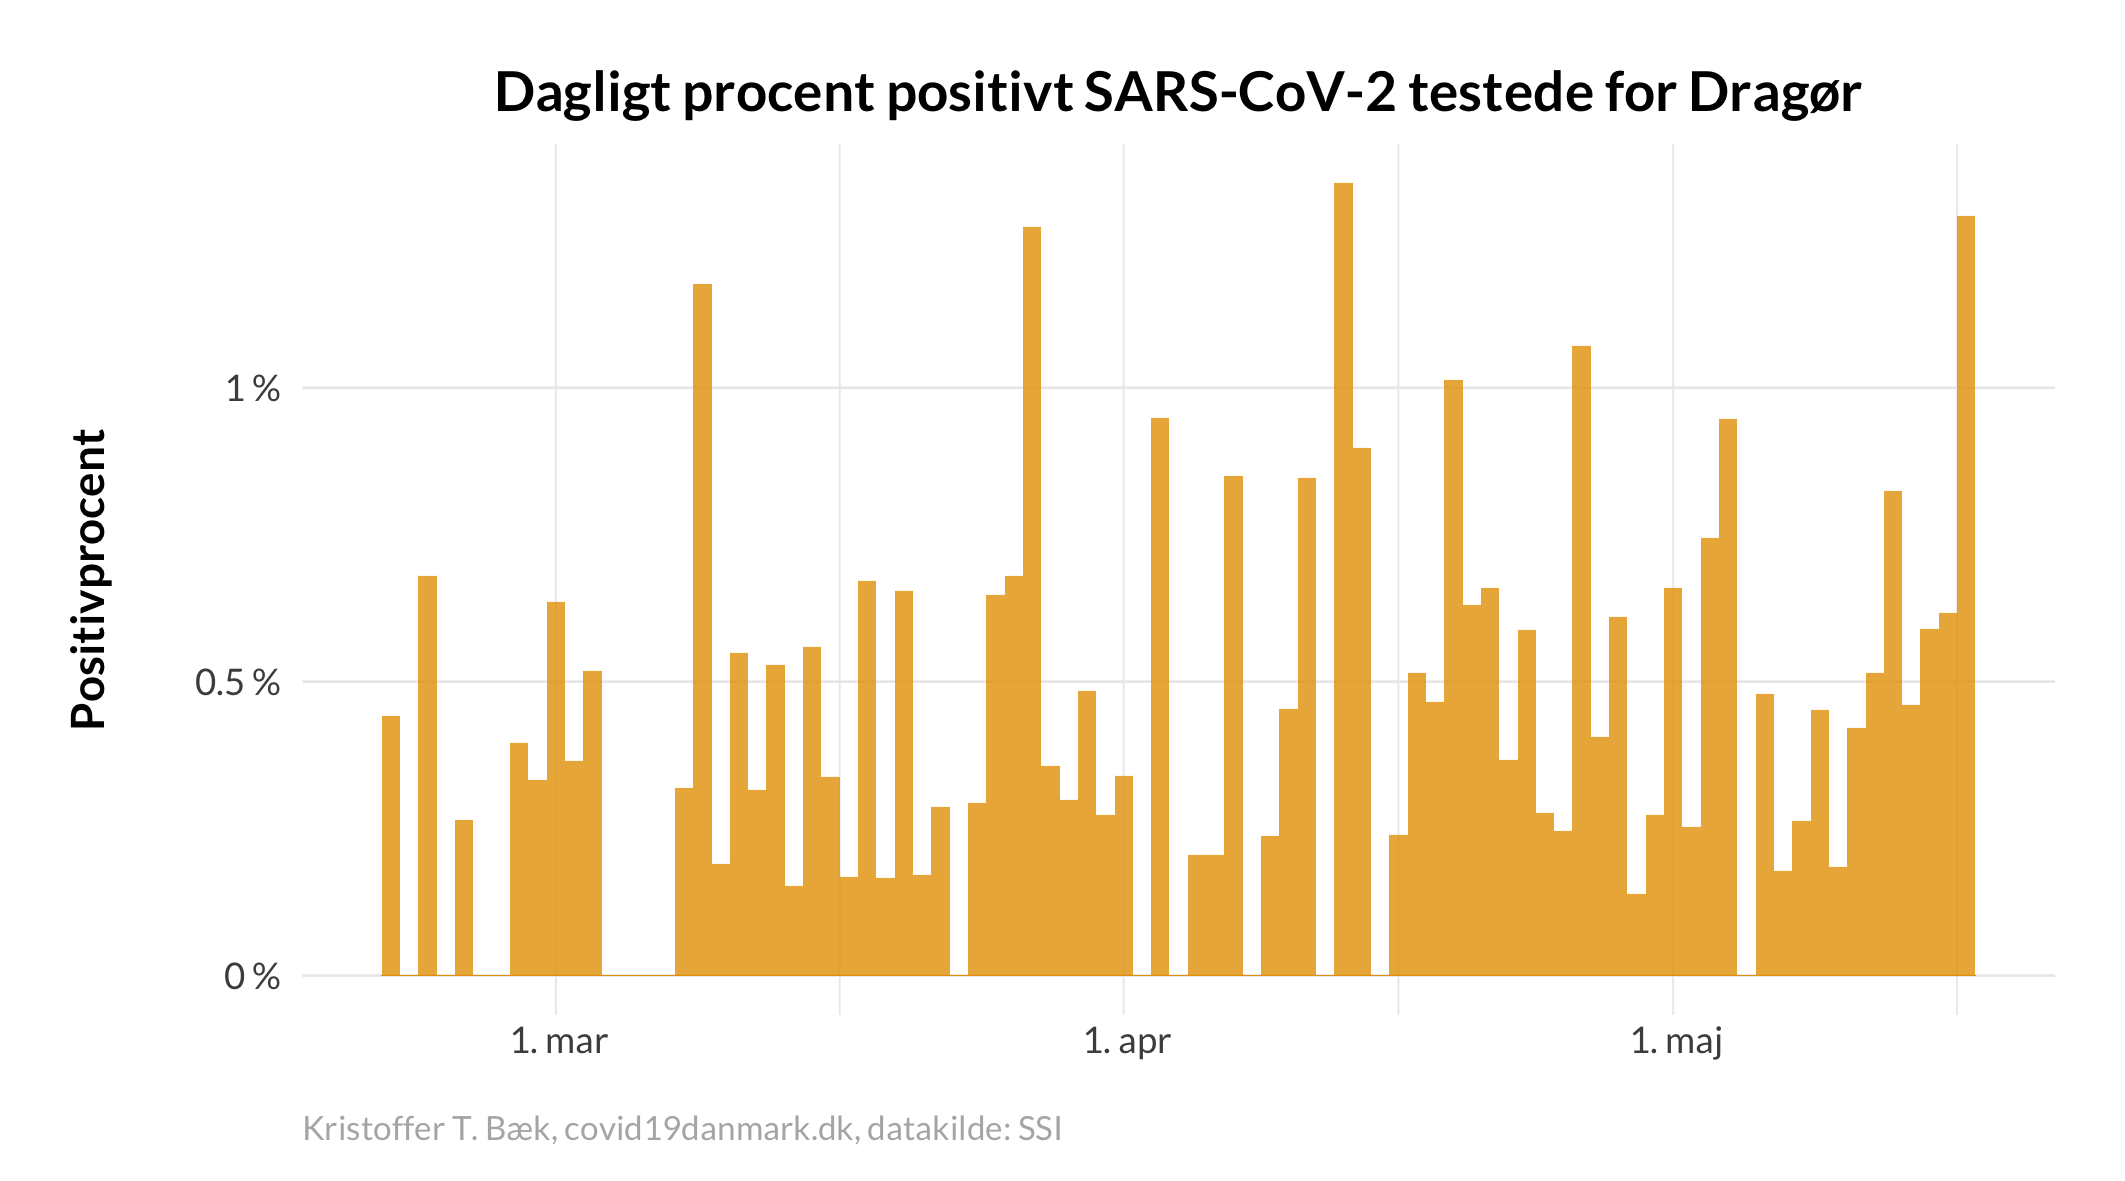 Dagligt procent positivt SARS-CoV-2 testede for Dragør
Positivprocent
1 %
0.5 %
0 %
1. mar
1. apr
1. maj
Kristoffer T. Bæk, covid19danmark.dk, datakilde: SSI